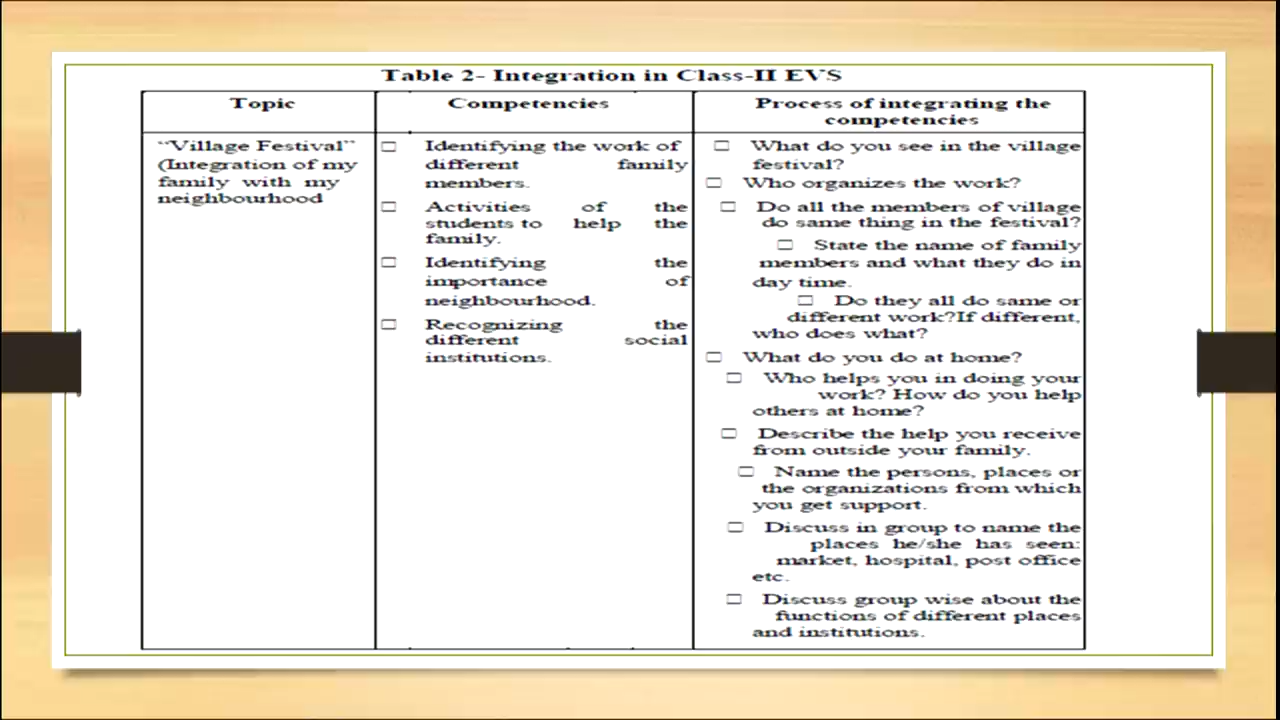 Table 2- Integration in Class-II EVS
Topic
Competencies
Process of integrating the
competencies
“Village Festival”
(Integration of my
family with my
neighbourhood
☐ Identifying the work of
different family
members.
☐ Activities of the
students to help the
family.
☐ Identifying the
importance of
neighbourhood.
☐ Recognizing the
different social
institutions.
☐ What do you see in the village
festival?
☐ Who organizes the work?
☐ Do all the members of village
do same thing in the festival?
☐ State the name of family
members and what they do in
day time.
☐ Do they all do same or
different work?If different,
who does what?
☐ What do you do at home?
☐ Who helps you in doing your
work? How do you help
others at home?
☐ Describe the help you receive
from outside your family.
☐ Name the persons, places or
the organizations from which
you get support.
☐ Discuss in group to name the
places he/she has seen:
market, hospital, post office
etc.
☐ Discuss group wise about the
functions of different places
and institutions.